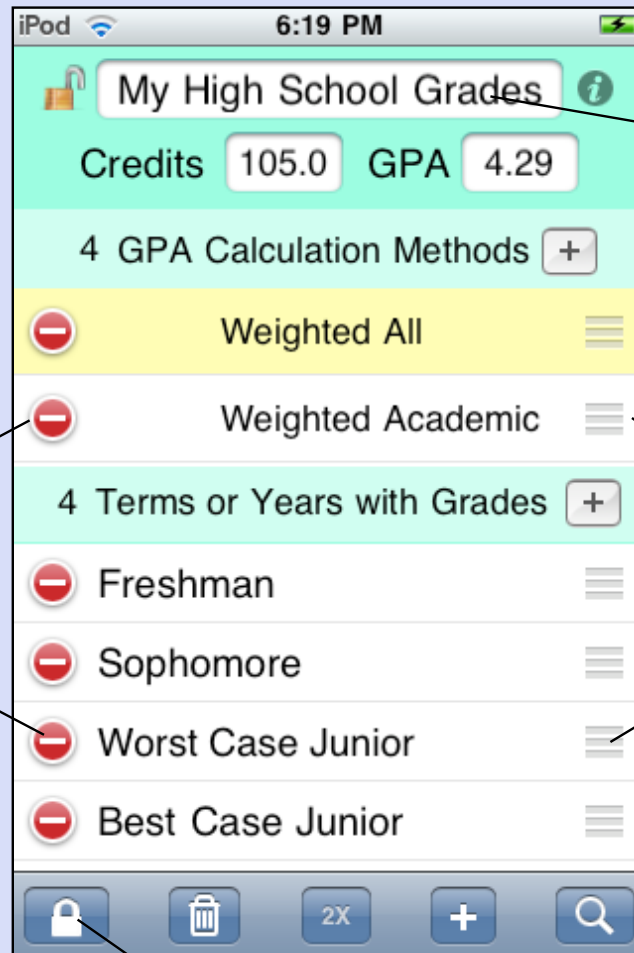 iPod 6:19 PM
My High School Grades i
Credits 105.0 GPA 4.29
4 GPA Calculation Methods +
Weighted All
Weighted Academic
4 Terms or Years with Grades +
Freshman
Sophomore
Worst Case Junior
Best Case Junior
2X +